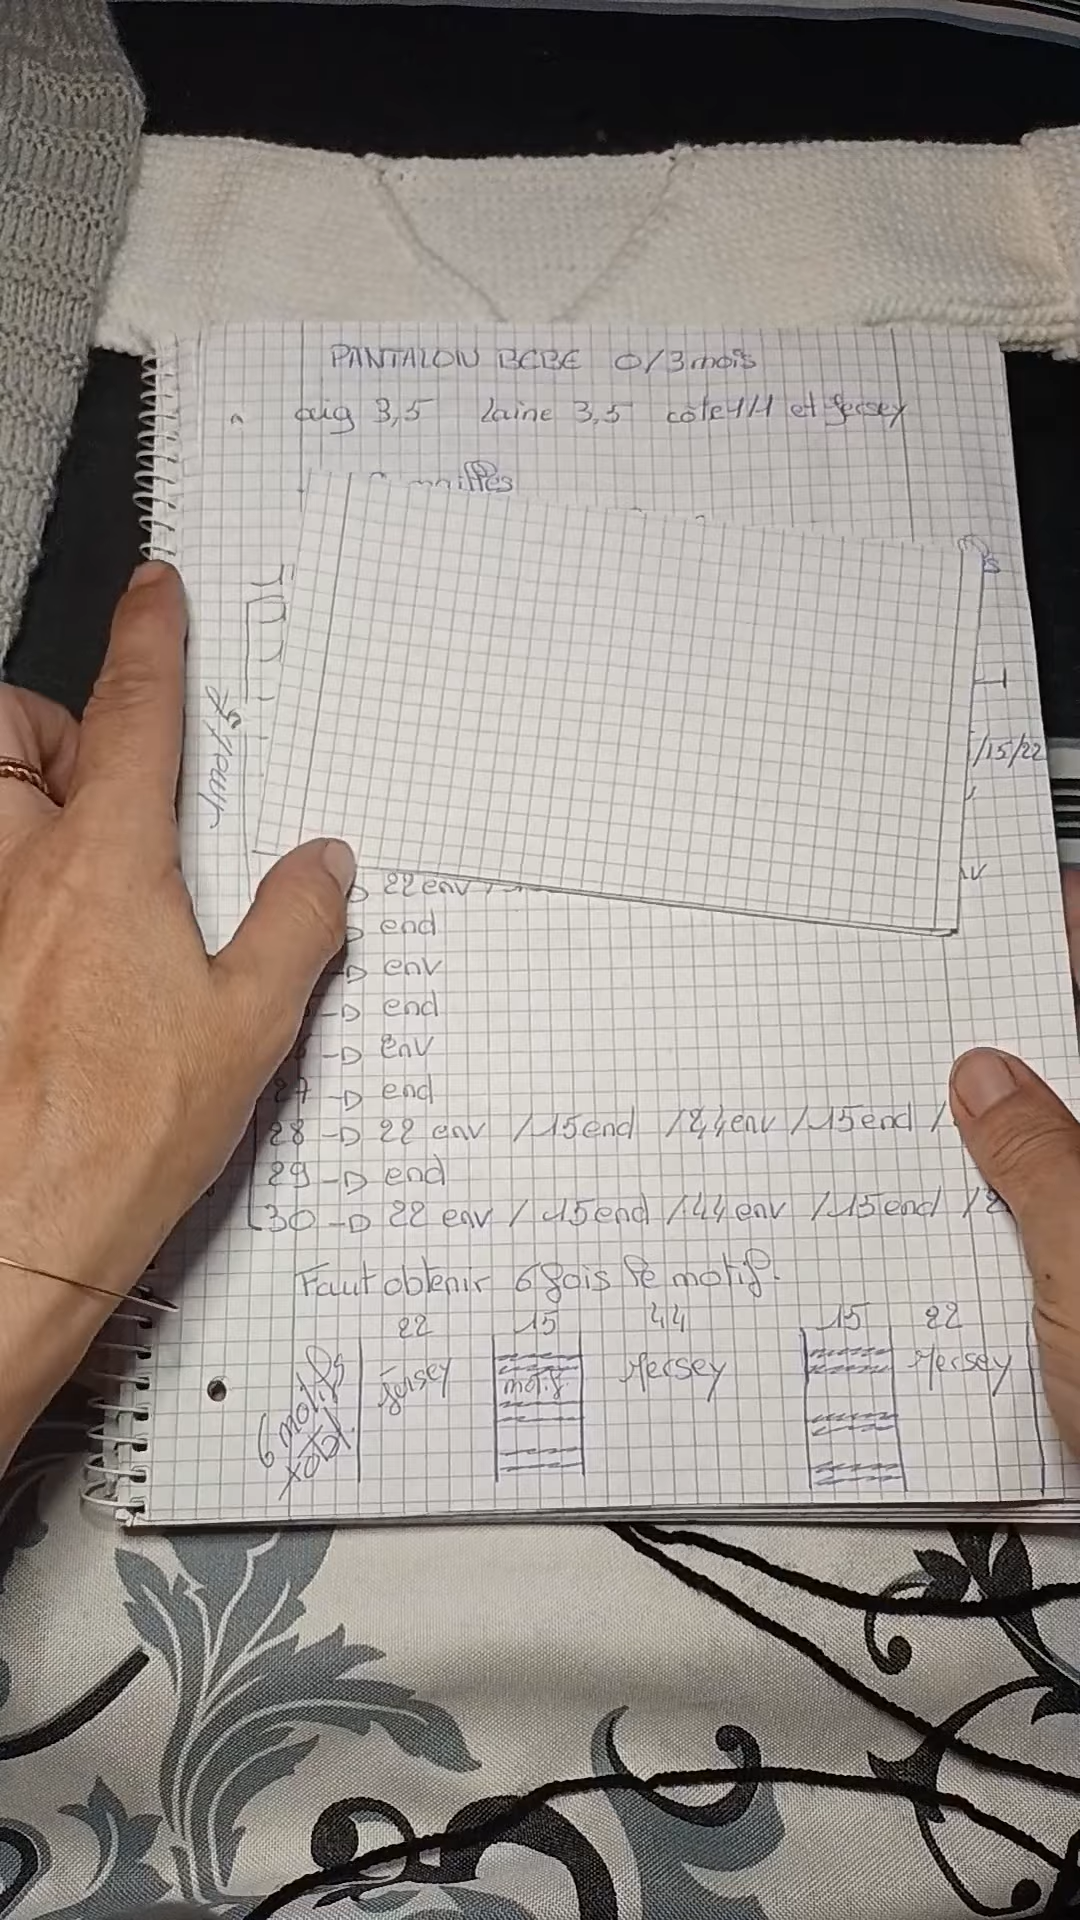 PANTALON BEBE 0/3 mois
aig 3,5 laine 3,5 côte 1/1 et Jersey
mailles
/15/22
22 env
end
-D env
-D end
-D env
27 -D end
28 -D 22 env /15 end /44 env /15 end /
29 -D end
30 -D 22 env / 15 end /44 env /15 end /2
Faut obtenir 6 fois le motif.
22 15 44 15 22
6 motifs total
Jersey motif Jersey Jersey